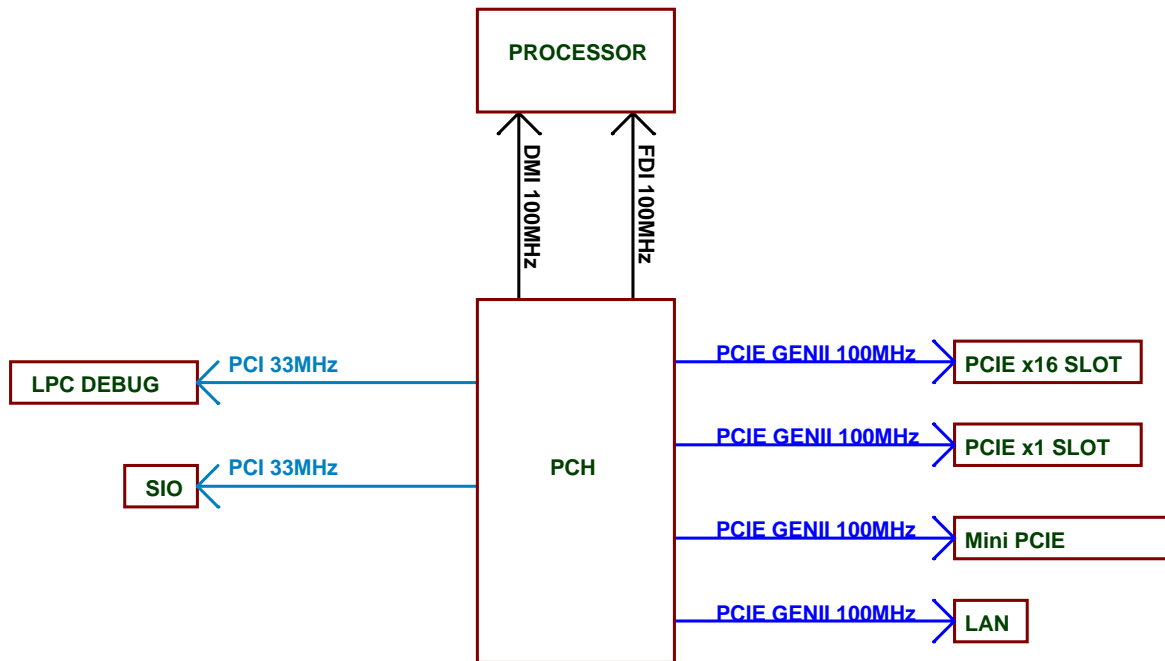 PROCESSOR
DMI 100MHz
FDI 100MHz
PCI 33MHz
LPC DEBUG
PCI 33MHz
SIO
PCH
PCIE GENII 100MHz
PCIE x16 SLOT
PCIE GENII 100MHz
PCIE x1 SLOT
PCIE GENII 100MHz
Mini PCIE
PCIE GENII 100MHz
LAN